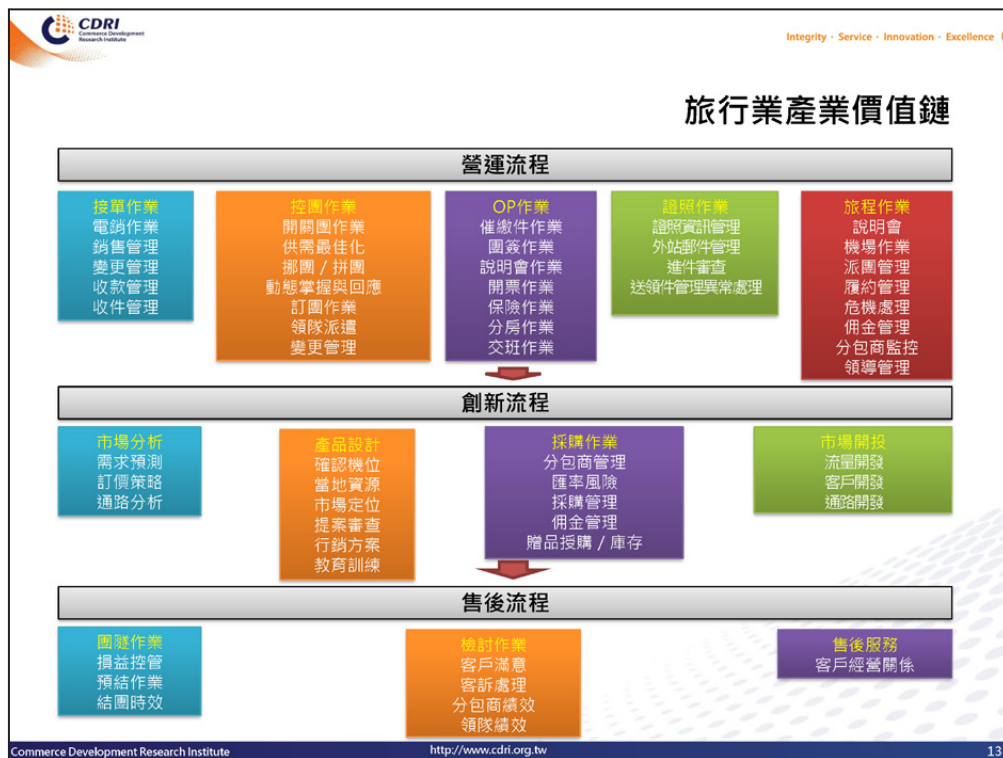 CDRI
Commerce Development
Research Institute
Integrity · Service · Innovation · Excellence
旅行業產業價值鏈
營運流程
接單作業
電銷作業
銷售管理
變更管理
收款管理
收件管理
控團作業
開關團作業
供需最佳化
挪團 / 拼團
動態掌握與回應
訂團作業
領隊派遣
變更管理
OP作業
催繳件作業
團簽作業
說明會作業
開票作業
保險作業
分房作業
交班作業
證照作業
證照資訊管理
外站郵件管理
進件審查
送領件管理異常處理
旅程作業
說明會
機場作業
派團管理
履約管理
危機處理
佣金管理
分包商監控
領導管理
創新流程
市場分析
需求預測
訂價策略
通路分析
產品設計
確認機位
當地資源
市場定位
提案審查
行銷方案
教育訓練
採購作業
分包商管理
匯率風險
採購管理
佣金管理
贈品授購 / 庫存
市場開投
流量開發
客戶開發
通路開發
售後流程
團隊作業
損益控管
預結作業
結團時效
檢討作業
客戶滿意
客訴處理
分包商績效
領隊績效
售後服務
客戶經營關係
Commerce Development Research Institute
http://www.cdri.org.tw
13